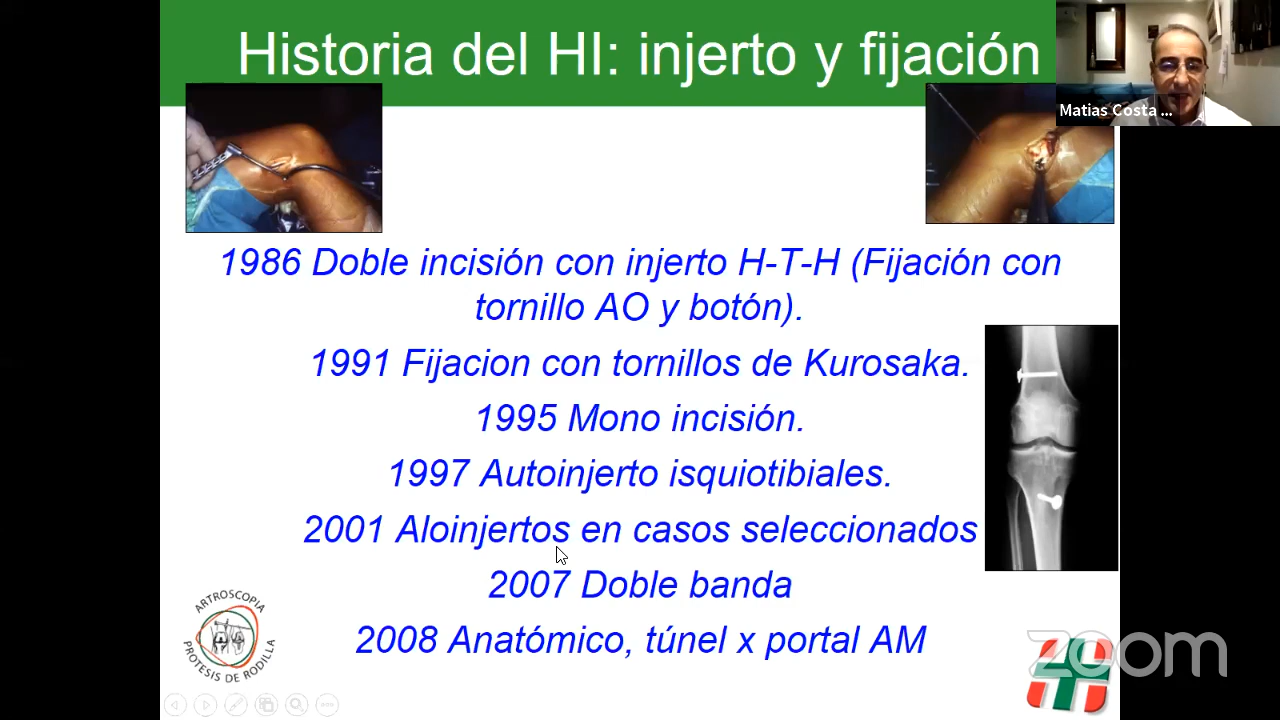 Historia del HI: injerto y fijación
Matias Costa ...
1986 Doble incisión con injerto H-T-H (Fijación con
tornillo AO y botón).
1991 Fijacion con tornillos de Kurosaka.
1995 Mono incisión.
1997 Autoinjerto isquiotibiales.
2001 Aloinjertos en casos seleccionados
2007 Doble banda
2008 Anatómico, túnel x portal AM
ARTROSCOPIA
PROTESIS DE RODILLA
zoom